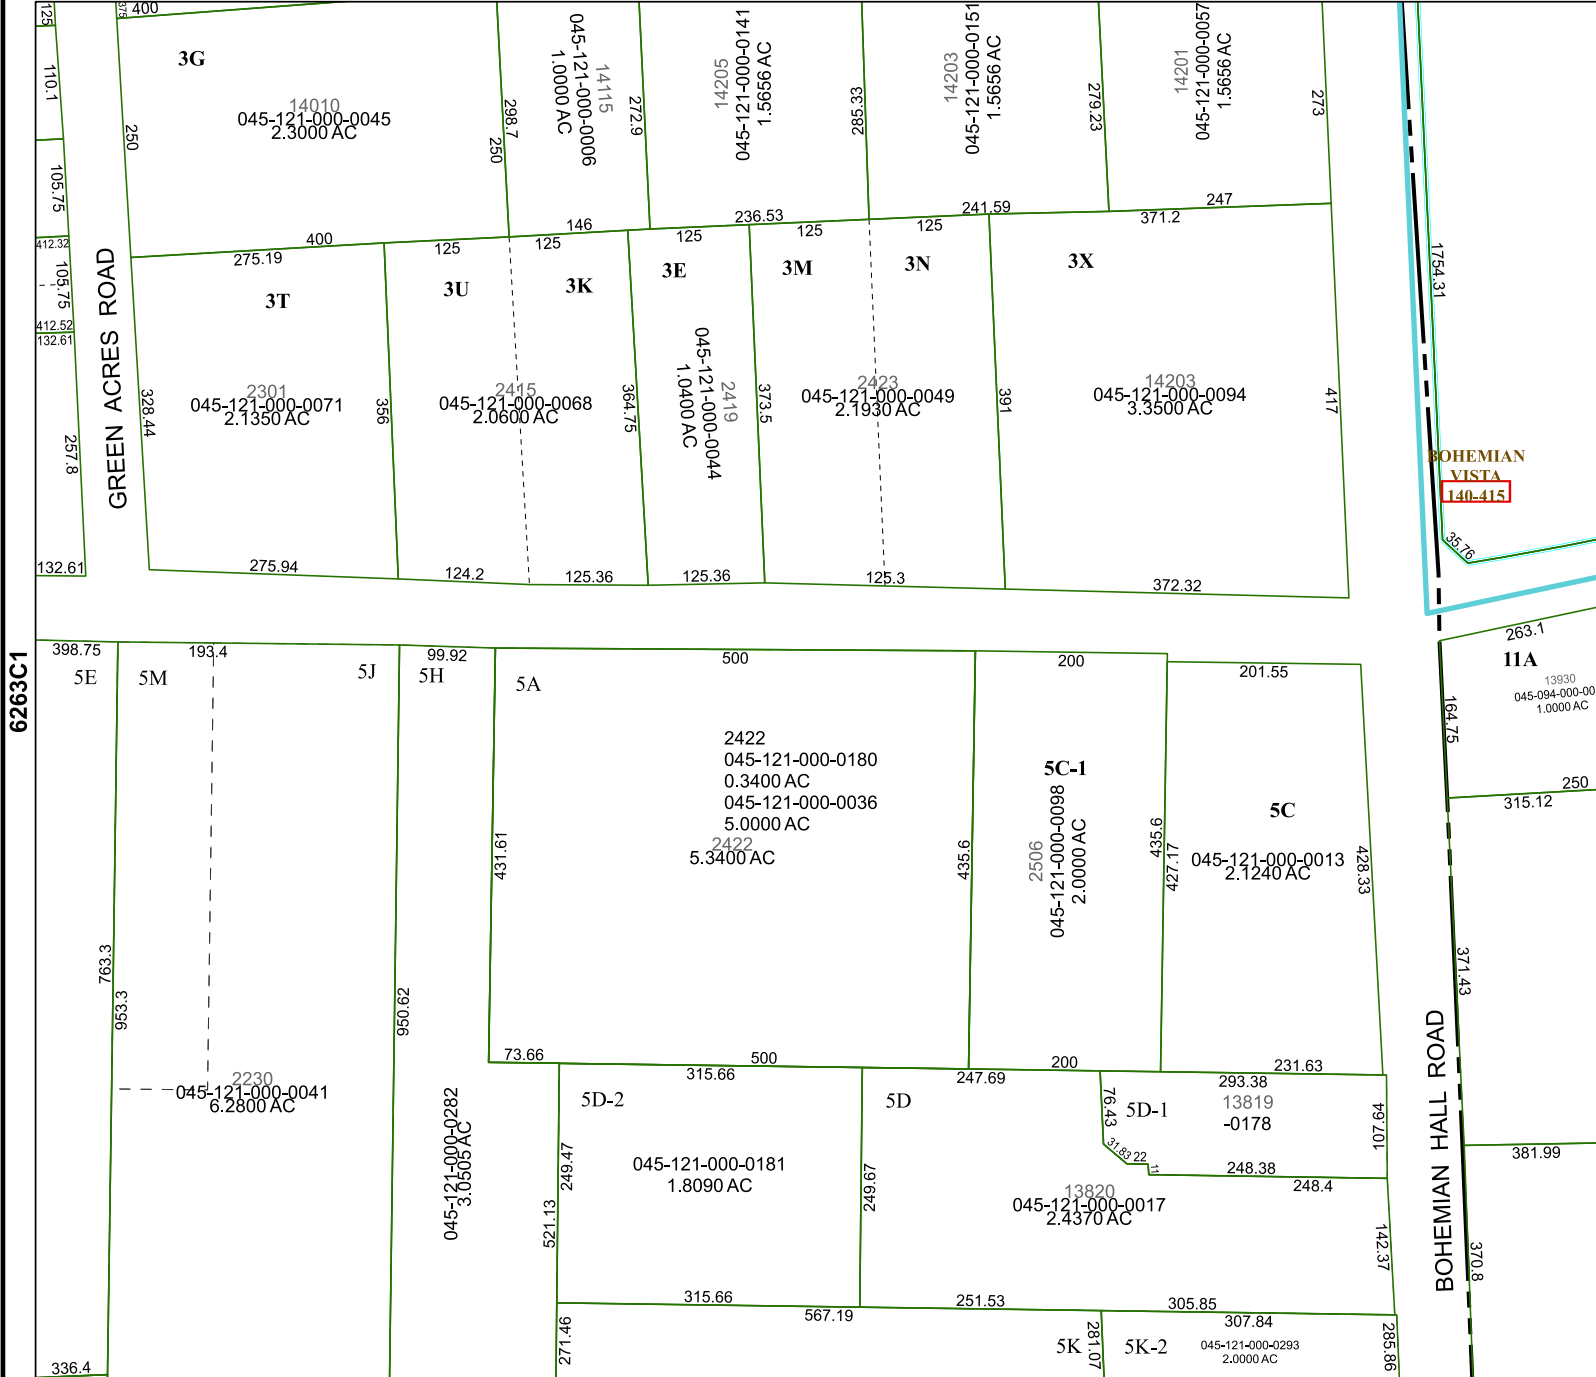 125
375
400
3G
110.1
14010
045-121-000-0045
2.3000 AC
250
298.7
250
14115
045-121-000-0006
1.0000 AC
272.9
14205
045-121-000-0141
1.5656 AC
285.33
14203
045-121-000-0151
1.5656 AC
279.23
14201
045-121-000-0057
1.5656 AC
273
105.75
412.32
105.75
412.52
132.61
257.8
132.61
GREEN ACRES ROAD
400
146
236.53
241.59
247
371.2
275.19
125
125
125
125
125
3T
3U
3K
3E
3M
3N
3X
328.44
2301
045-121-000-0071
2.1350 AC
356
2415
045-121-000-0068
2.0600 AC
364.75
2419
045-121-000-0044
1.0400 AC
373.5
2423
045-121-000-0049
2.1930 AC
391
14203
045-121-000-0094
3.3500 AC
417
1754.31
BOHEMIAN
VISTA
140-415
35.76
275.94
124.2
125.36
125.36
125.3
372.32
6263C1
398.75
193.4
99.92
500
200
201.55
263.1
5E
5M
5J
5H
5A
11A
13930
045-094-000-00
1.0000 AC
164.75
250
315.12
2422
045-121-000-0180
0.3400 AC
045-121-000-0036
5.0000 AC
2422
5.3400 AC
431.61
435.6
5C-1
2506
045-121-000-0098
2.0000 AC
435.6
427.17
5C
045-121-000-0013
2.1240 AC
428.33
763.3
953.3
950.62
371.43
2230
045-121-000-0041
6.2800 AC
045-121-000-0282
3.0505 AC
73.66
500
200
231.63
315.66
247.69
293.38
5D-2
5D
5D-1
13819
-0178
76.43
107.64
31.83
22
11
248.38
248.4
249.47
045-121-000-0181
1.8090 AC
249.67
13820
045-121-000-0017
2.4370 AC
142.37
521.13
BOHEMIAN HALL ROAD
381.99
370.8
315.66
251.53
305.85
567.19
307.84
336.4
271.46
5K
281.07
5K-2
045-121-000-0293
2.0000 AC
285.86